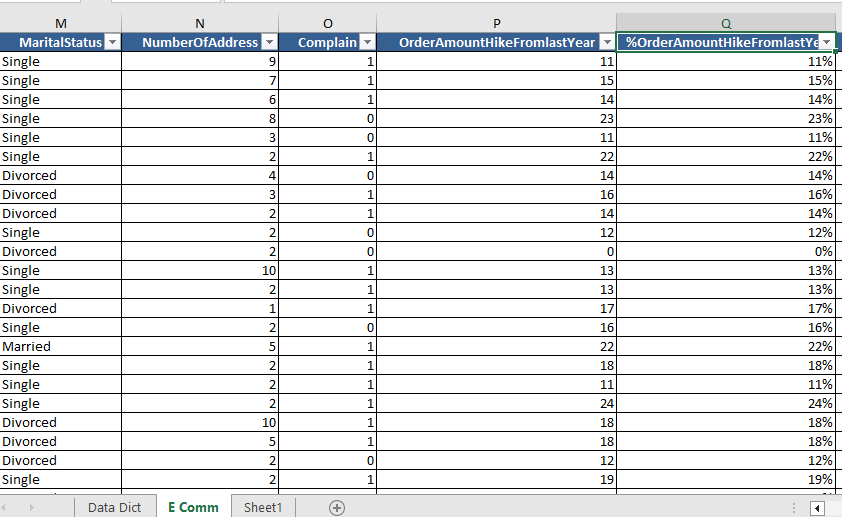 M N O P Q
MaritalStatus NumberOfAddress Complain OrderAmountHikeFromlastYear %OrderAmountHikeFromlastYe
Single 9 1 11 11%
Single 7 1 15 15%
Single 6 1 14 14%
Single 8 0 23 23%
Single 3 0 11 11%
Single 2 1 22 22%
Divorced 4 0 14 14%
Divorced 3 1 16 16%
Divorced 2 1 14 14%
Single 2 0 12 12%
Divorced 2 0 0 0%
Single 10 1 13 13%
Single 2 1 13 13%
Divorced 1 1 17 17%
Single 2 0 16 16%
Married 5 1 22 22%
Single 2 1 18 18%
Single 2 1 11 11%
Single 2 1 24 24%
Divorced 10 1 18 18%
Divorced 5 1 18 18%
Divorced 2 0 12 12%
Single 2 1 19 19%
Data Dict E Comm Sheet1